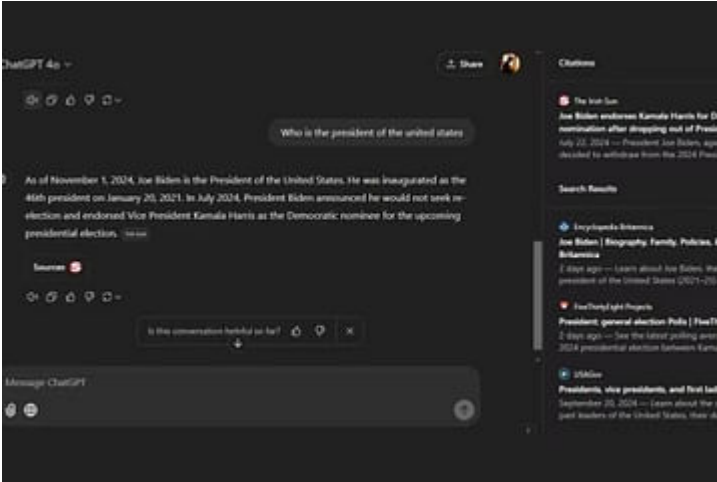 ChatGPT 4o
Share
Who is the president of the united states
As of November 1, 2024, Joe Biden is the President of the United States. He was inaugurated as the
46th president on January 20, 2021. In July 2024, President Biden announced he would not seek re-
election and endorsed Vice President Kamala Harris as the Democratic nominee for the upcoming
presidential election.
Sources
Is this conversation helpful so far?
Message ChatGPT
Citations
The Irish Sun
Joe Biden endorses Kamala Harris for D
nomination after dropping out of Presi
July 22, 2024 — President Joe Biden, age
decided to withdraw from the 2024 Presi
Search Results
Encyclopedia Britannica
Joe Biden | Biography, Family, Policies, &
Britannica
2 days ago — Learn about Joe Biden, the
president of the United States (2021–25)
FiveThirtyEight Projects
President: general election Polls | FiveTh
2 days ago — See the latest polling aver
2024 presidential election between Kama
USAGov
Presidents, vice presidents, and first lad
September 20, 2024 — Learn about the
past leaders of the United States, their du